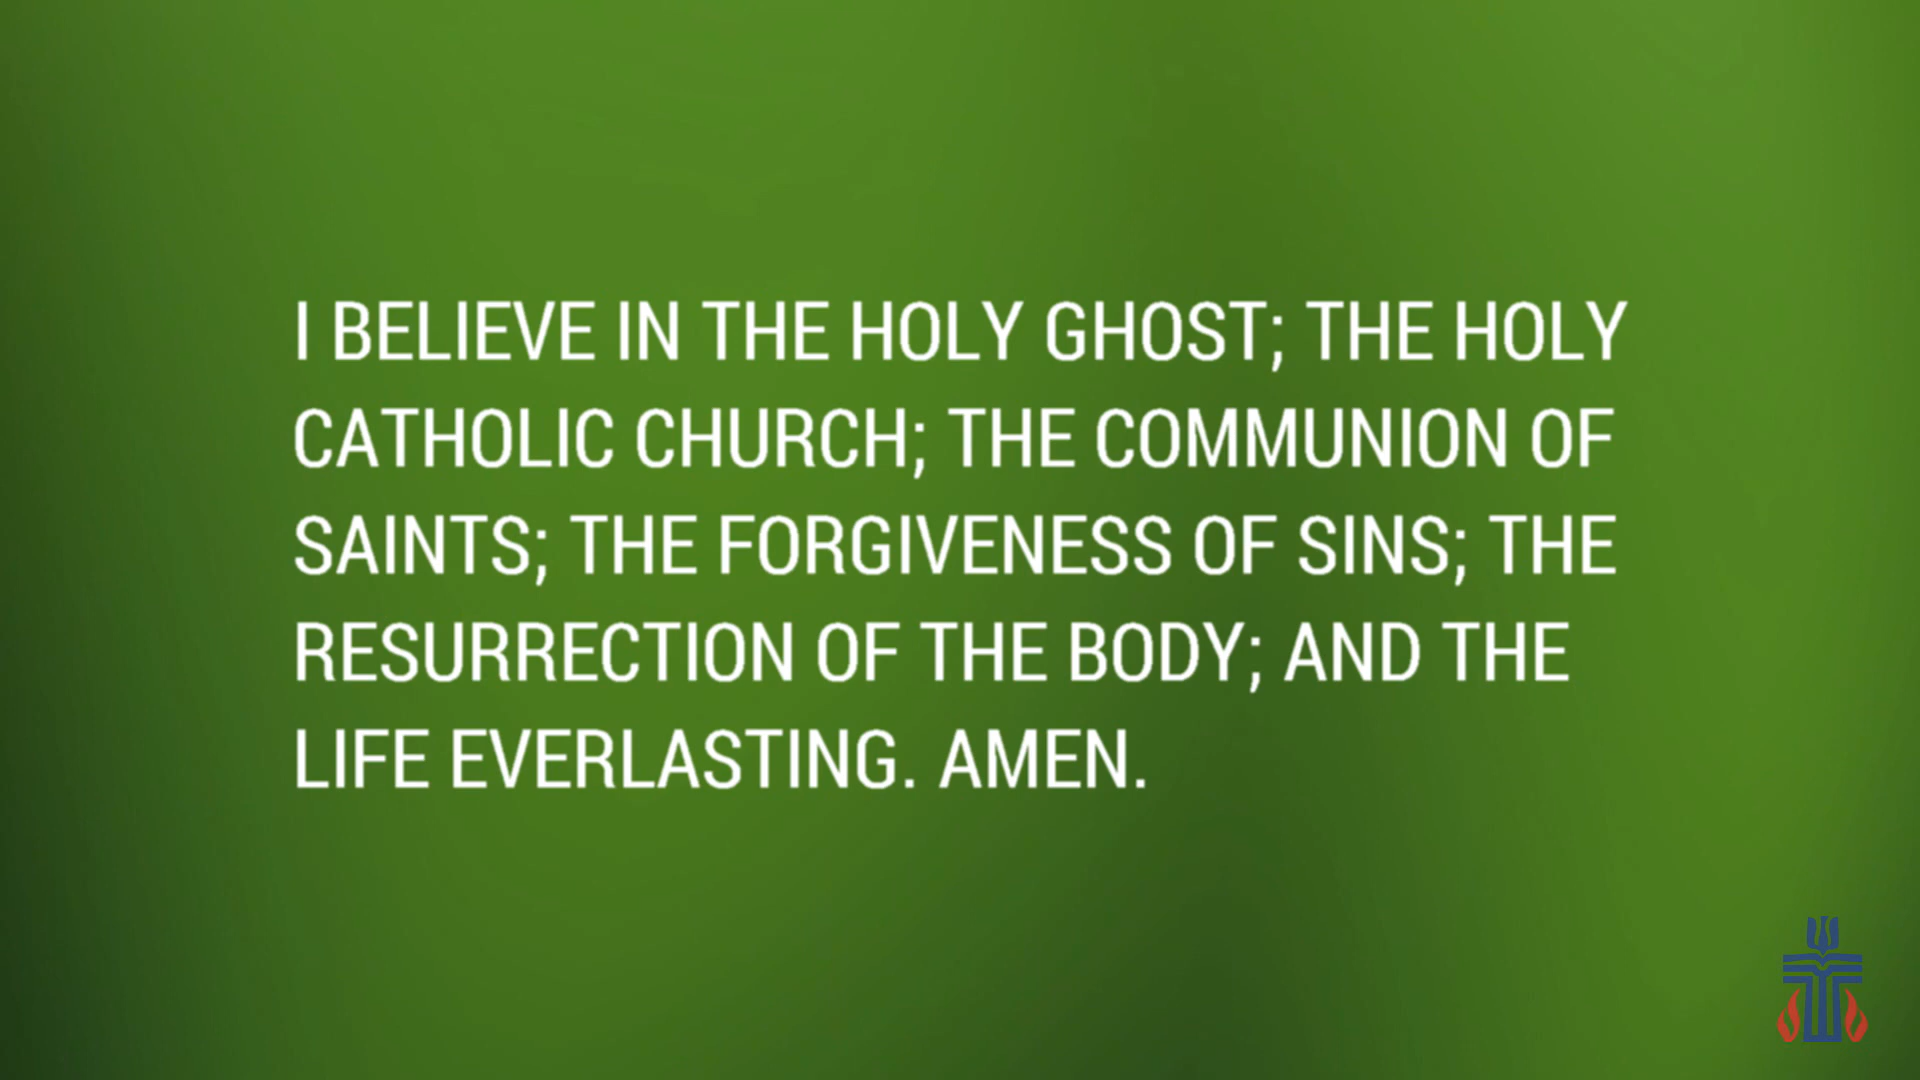 I BELIEVE IN THE HOLY GHOST; THE HOLY
CATHOLIC CHURCH; THE COMMUNION OF
SAINTS; THE FORGIVENESS OF SINS; THE
RESURRECTION OF THE BODY; AND THE
LIFE EVERLASTING. AMEN.